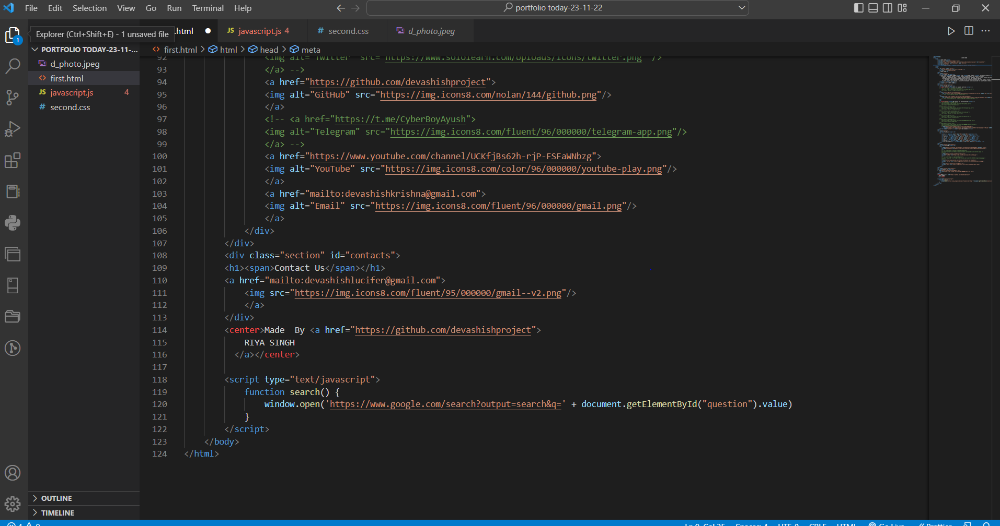 File Edit Selection View Go Run Terminal Help
portfolio today-23-11-22
Explorer (Ctrl+Shift+E) - 1 unsaved file
.html
JS javascript.js 4
# second.css
d_photo.jpeg
1
PORTFOLIO TODAY-23-11-...
first.html > html > head > meta
d_photo.jpeg
<> first.html
JS javascript.js 4
# second.css
92 <img alt="Twitter" src="https://www.sololearn.com/uploads/icons/twitter.png" />
93 </a> -->
94 <a href="https://github.com/devashishproject">
95 <img alt="GitHub" src="https://img.icons8.com/nolan/144/github.png"/>
96 </a>
97 <!-- <a href="https://t.me/CyberBoyAyush">
98 <img alt="Telegram" src="https://img.icons8.com/fluent/96/000000/telegram-app.png"/>
99 </a> -->
100 <a href="https://www.youtube.com/channel/UCKfjBs62h-rjP-FSFaWNbzg">
101 <img alt="YouTube" src="https://img.icons8.com/color/96/000000/youtube-play.png"/>
102 </a>
103 <a href="mailto:devashishkrishna@gmail.com">
104 <img alt="Email" src="https://img.icons8.com/fluent/96/000000/gmail.png"/>
105 </a>
106 </div>
107 </div>
108 <div class="section" id="contacts">
109 <h1><span>Contact Us</span></h1>
110 <a href="mailto:devashishlucifer@gmail.com">
111 <img src="https://img.icons8.com/fluent/95/000000/gmail--v2.png"/>
112 </a>
113 </div>
114 <center>Made  By <a href="https://github.com/devashishproject">
115 RIYA SINGH
116 </a></center>
117
118 <script type="text/javascript">
119 function search() {
120 window.open('https://www.google.com/search?output=search&q=' + document.getElementById("question").value)
121 }
122 </script>
123 </body>
124 </html>
OUTLINE
TIMELINE